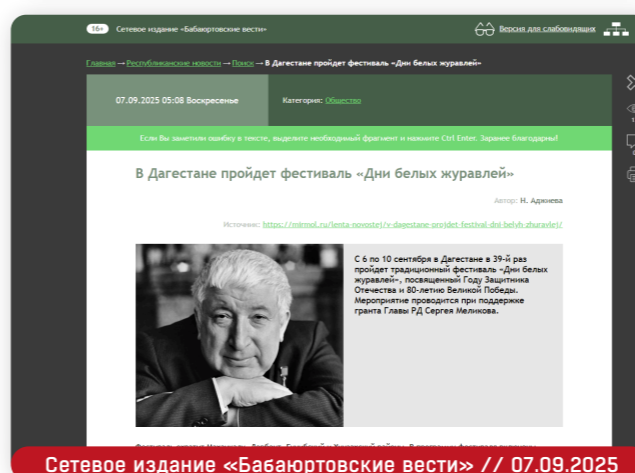 16+ Сетевое издание «Бабаюртовские вести» Версия для слабовидящих
Главная → Республиканские новости → Поиск → В Дагестане пройдет фестиваль «Дни белых журавлей»
07.09.2025 05:08 Воскресенье Категория: Общество
Если Вы заметили ошибку в тексте, выделите необходимый фрагмент и нажмите Ctrl Enter. Заранее благодарны!
В Дагестане пройдет фестиваль «Дни белых журавлей»
Автор: Н. Аджиева
Источник: https://mirmol.ru/lenta-novostej/v-dagestane-projdet-festival-dni-belyh-zhuravlej/
С 6 по 10 сентября в Дагестане в 39-й раз
пройдет традиционный фестиваль «Дни белых
журавлей», посвященный Году Защитника
Отечества и 80-летию Великой Победы.
Мероприятие проводится при поддержке
гранта Главы РД Сергея Меликова.
Сетевое издание «Бабаюртовские вести» // 07.09.2025